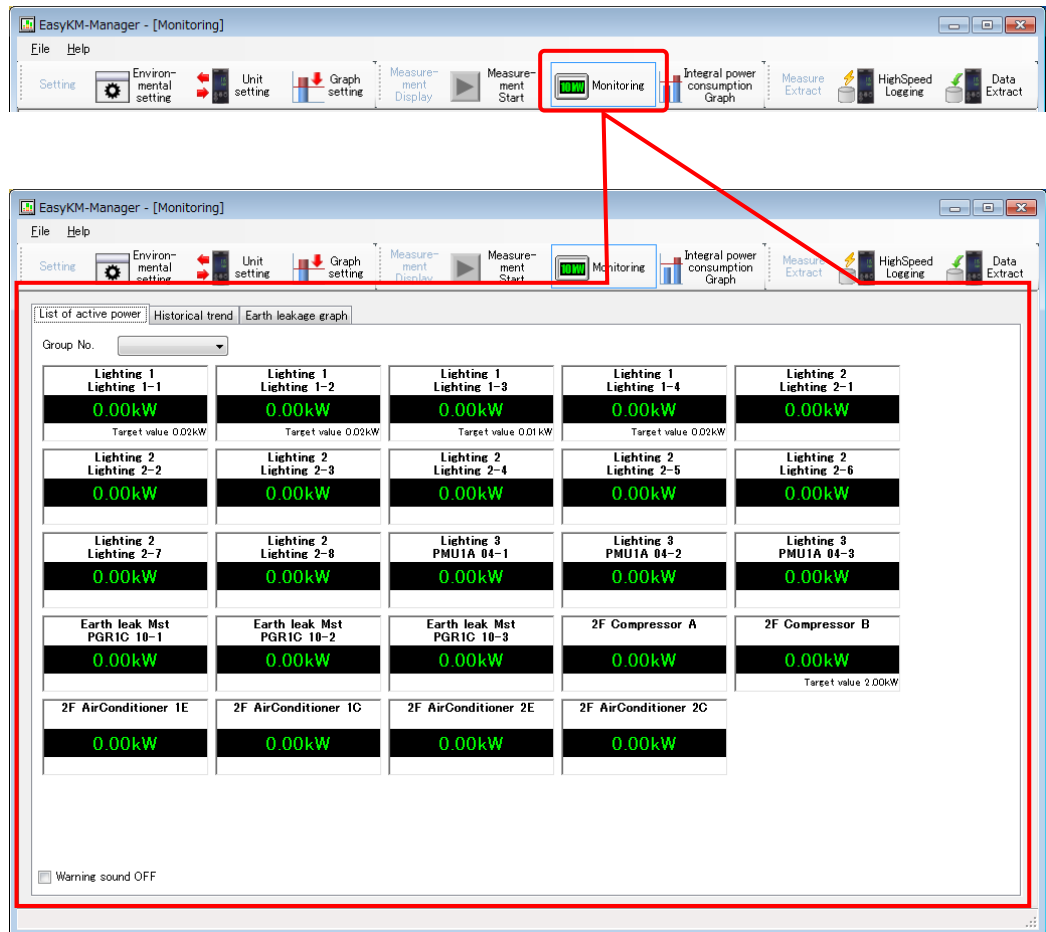 EasyKM-Manager - [Monitoring]
File Help
Setting
Environ-
mental
setting
Unit
setting
Graph
setting
Measure-
ment
Display
Measure-
ment
Start
10 kW Monitoring
Integral power
consumption
Graph
Measure
Extract
HighSpeed
Logging
Data
Extract
EasyKM-Manager - [Monitoring]
File Help
Setting
Environ-
mental
setting
Unit
setting
Graph
setting
Measure-
ment
Display
Measure-
ment
Start
10 kW Monitoring
Integral power
consumption
Graph
Measure
Extract
HighSpeed
Logging
Data
Extract
List of active power Historical trend Earth leakage graph
Group No.
Lighting 1 Lighting 1 Lighting 1 Lighting 1 Lighting 2
Lighting 1-1 Lighting 1-2 Lighting 1-3 Lighting 1-4 Lighting 2-1
0.00kW 0.00kW 0.00kW 0.00kW 0.00kW
Target value 0.02kW Target value 0.02kW Target value 0.01kW Target value 0.02kW
Lighting 2 Lighting 2 Lighting 2 Lighting 2 Lighting 2
Lighting 2-2 Lighting 2-3 Lighting 2-4 Lighting 2-5 Lighting 2-6
0.00kW 0.00kW 0.00kW 0.00kW 0.00kW
Lighting 2 Lighting 2 Lighting 3 Lighting 3 Lighting 3
Lighting 2-7 Lighting 2-8 PMU1A 04-1 PMU1A 04-2 PMU1A 04-3
0.00kW 0.00kW 0.00kW 0.00kW 0.00kW
Earth leak Mst Earth leak Mst Earth leak Mst 2F Compressor A 2F Compressor B
PGR1C 10-1 PGR1C 10-2 PGR1C 10-3
0.00kW 0.00kW 0.00kW 0.00kW 0.00kW
Target value 2.00kW
2F AirConditioner 1E 2F AirConditioner 1C 2F AirConditioner 2E 2F AirConditioner 2C
0.00kW 0.00kW 0.00kW 0.00kW
Warning sound OFF